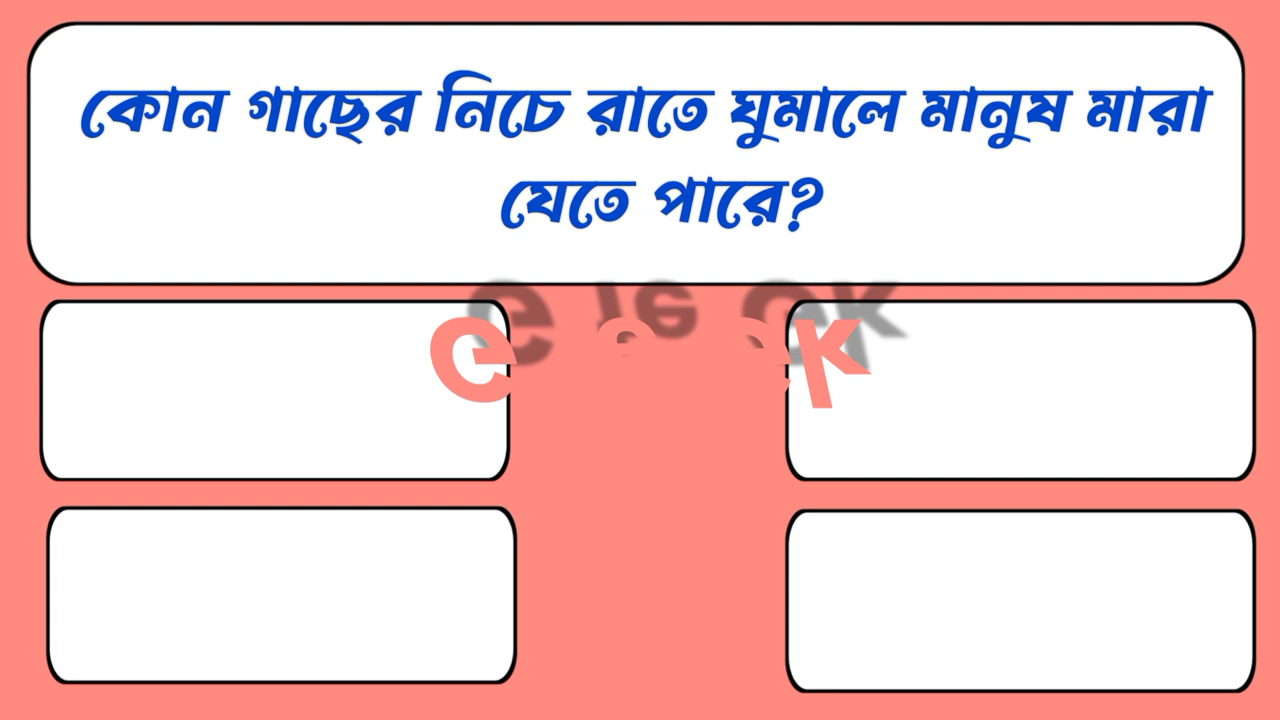 কোন গাছের নিচে রাতে ঘুমালে মানুষ মারা
যেতে পারে?